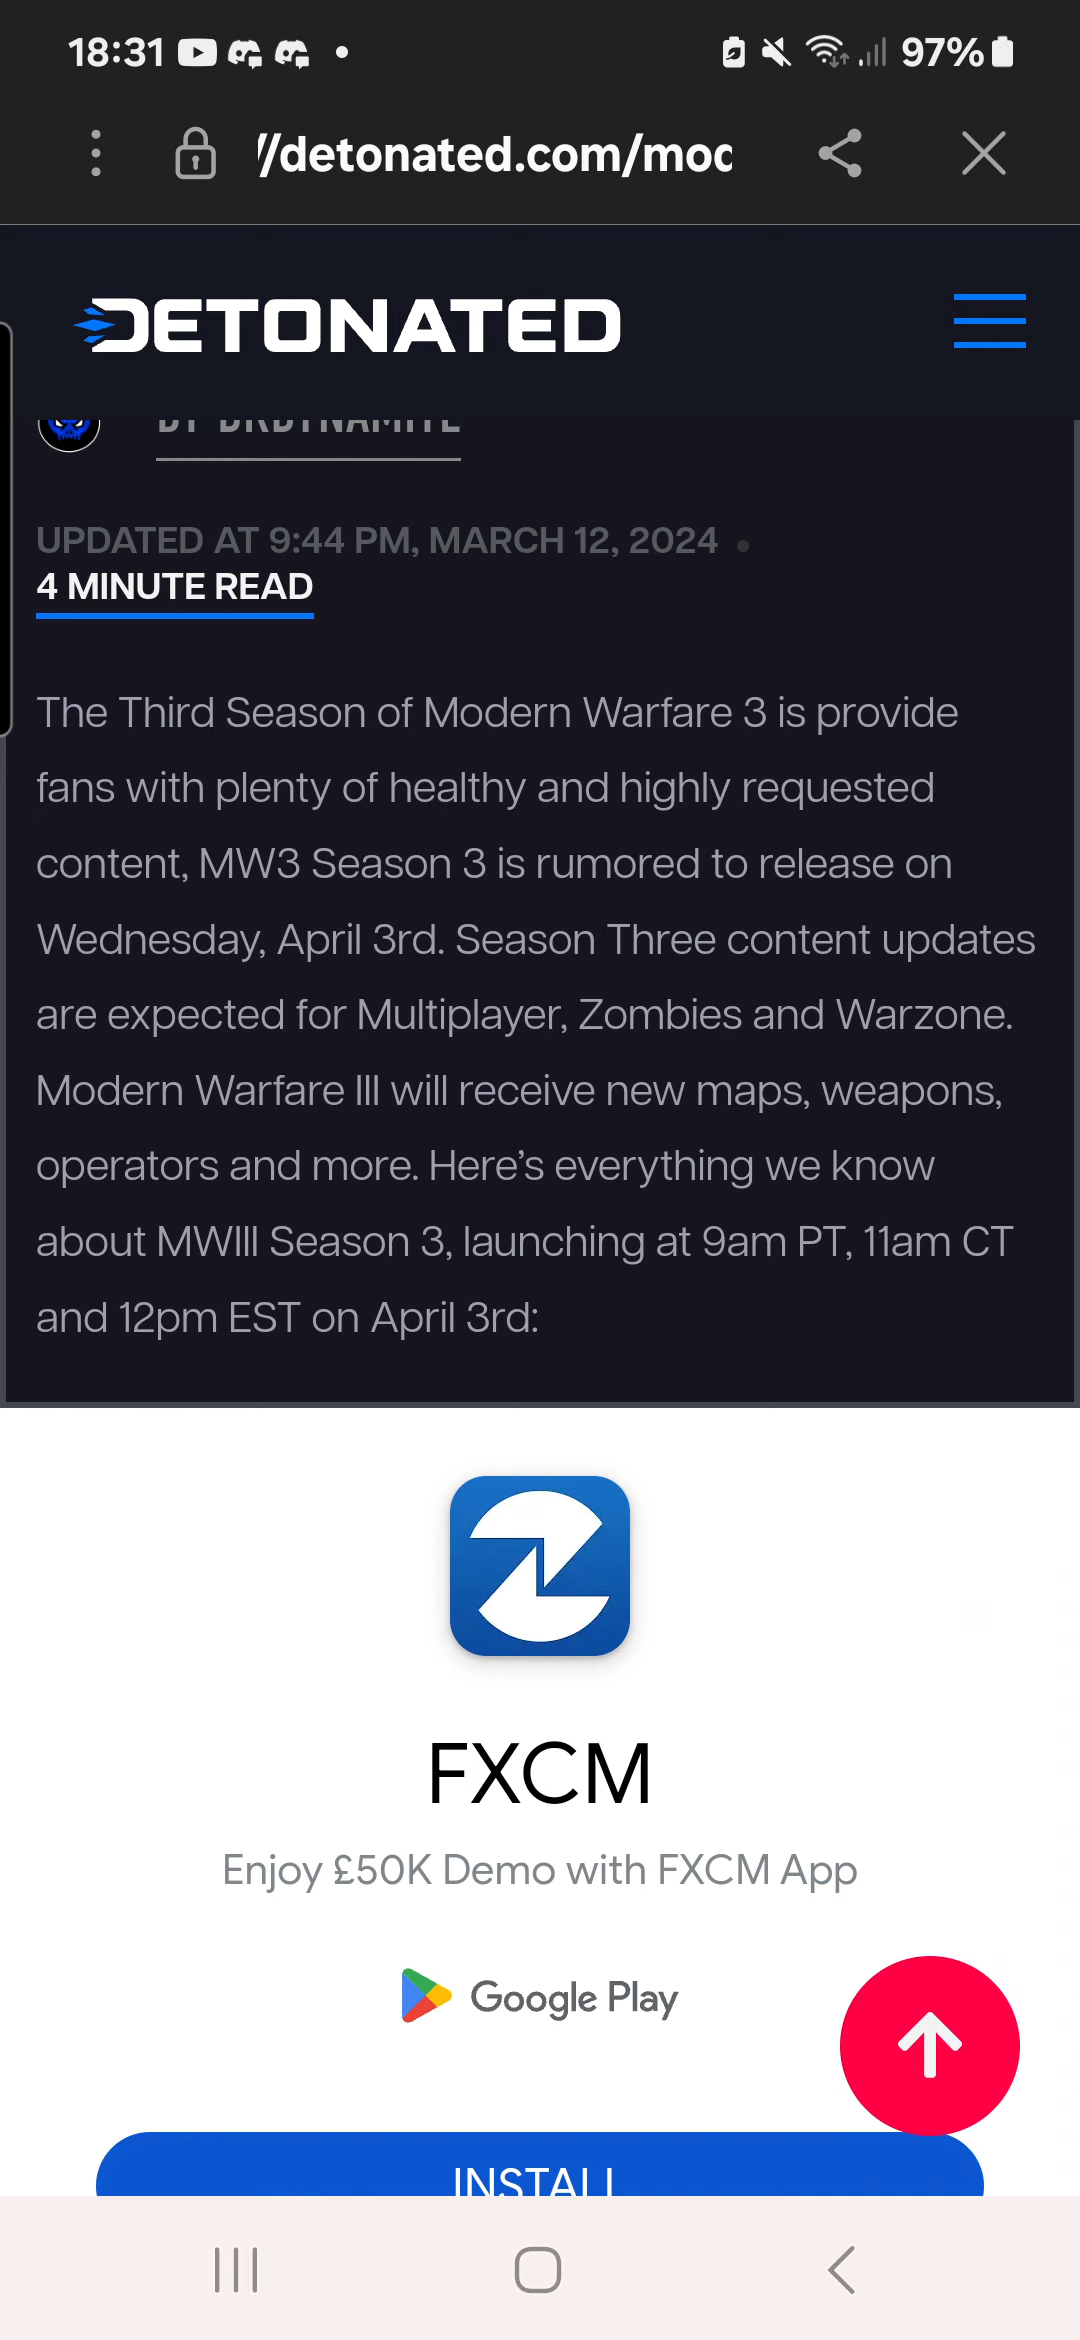 18:31
97%
//detonated.com/mod
DETONATED
BY DRDYNAMITE
UPDATED AT 9:44 PM, MARCH 12, 2024 •
4 MINUTE READ
The Third Season of Modern Warfare 3 is provide
fans with plenty of healthy and highly requested
content, MW3 Season 3 is rumored to release on
Wednesday, April 3rd. Season Three content updates
are expected for Multiplayer, Zombies and Warzone.
Modern Warfare III will receive new maps, weapons,
operators and more. Here’s everything we know
about MWIII Season 3, launching at 9am PT, 11am CT
and 12pm EST on April 3rd:
FXCM
Enjoy £50K Demo with FXCM App
Google Play
INSTALL